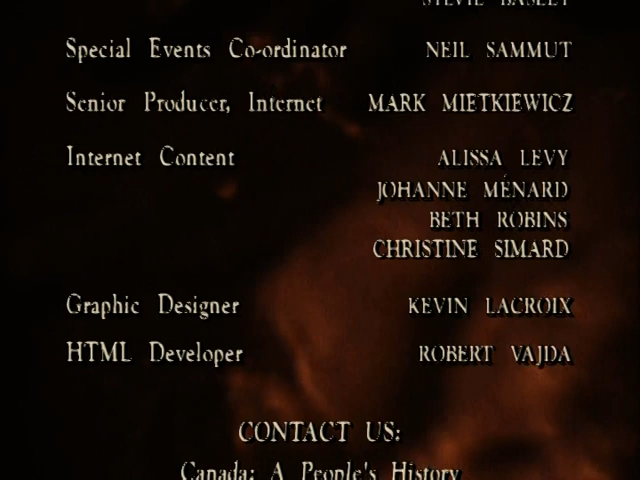 Special Events Co-ordinator NEIL SAMMUT
Senior Producer, Internet MARK MIETKIEWICZ
Internet Content ALISSA LEVY
JOHANNE MÉNARD
BETH ROBINS
CHRISTINE SIMARD
Graphic Designer KEVIN LACROIX
HTML Developer ROBERT VAJDA
CONTACT US:
Canada: A People's History